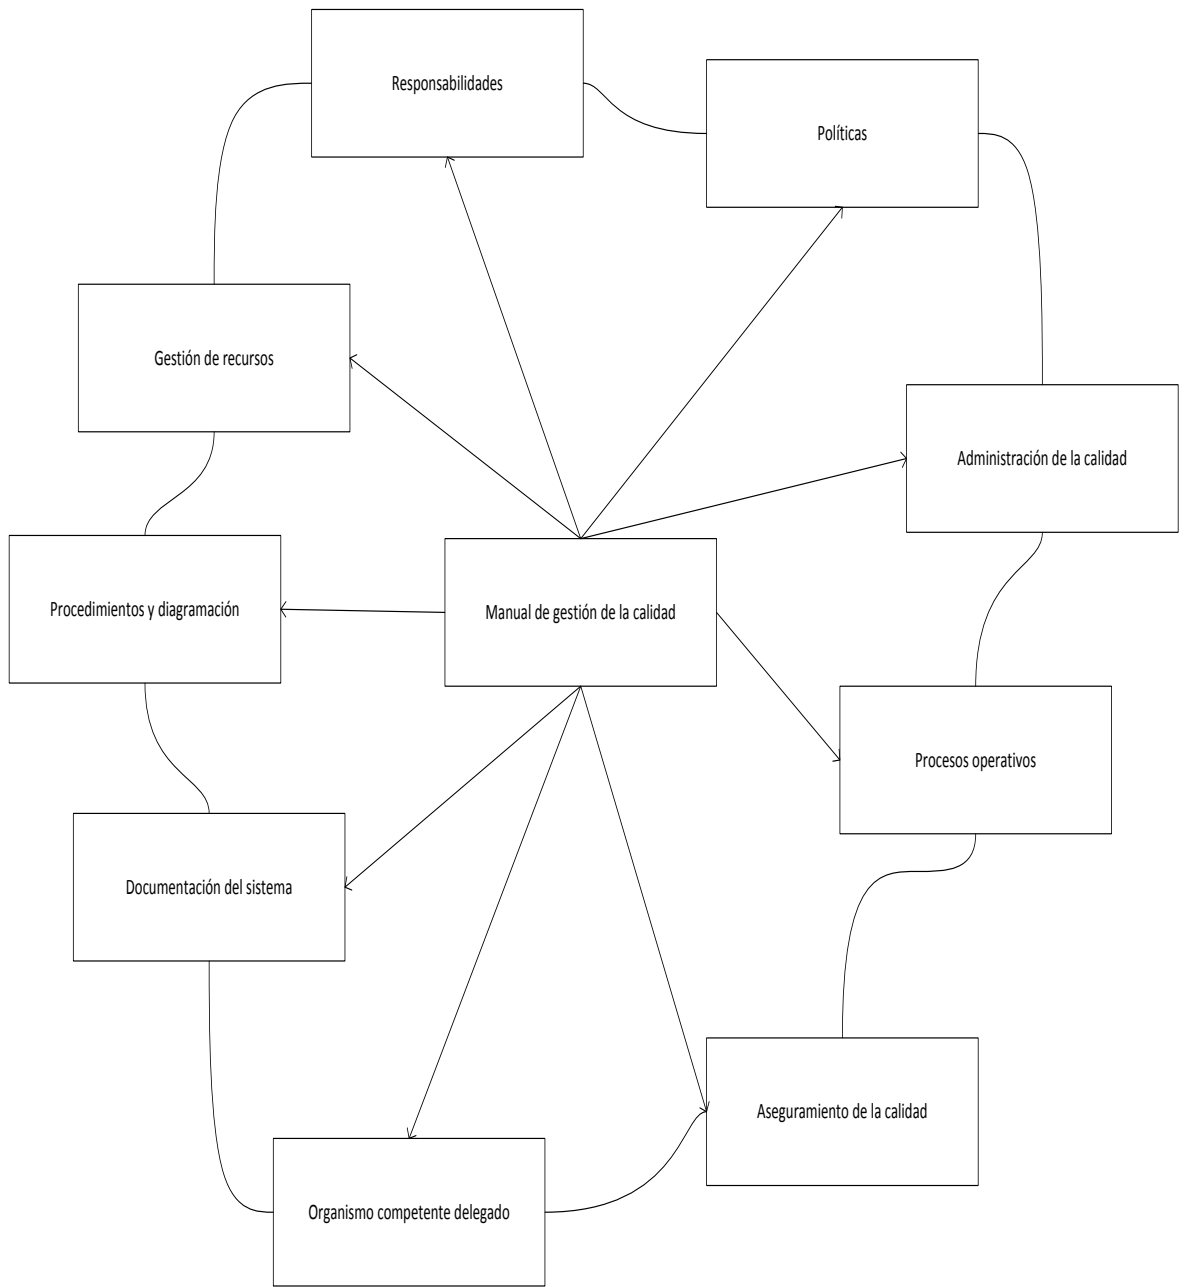 Responsabilidades
Políticas
Gestión de recursos
Administración de la calidad
Procedimientos y diagramación
Manual de gestión de la calidad
Procesos operativos
Documentación del sistema
Aseguramiento de la calidad
Organismo competente delegado